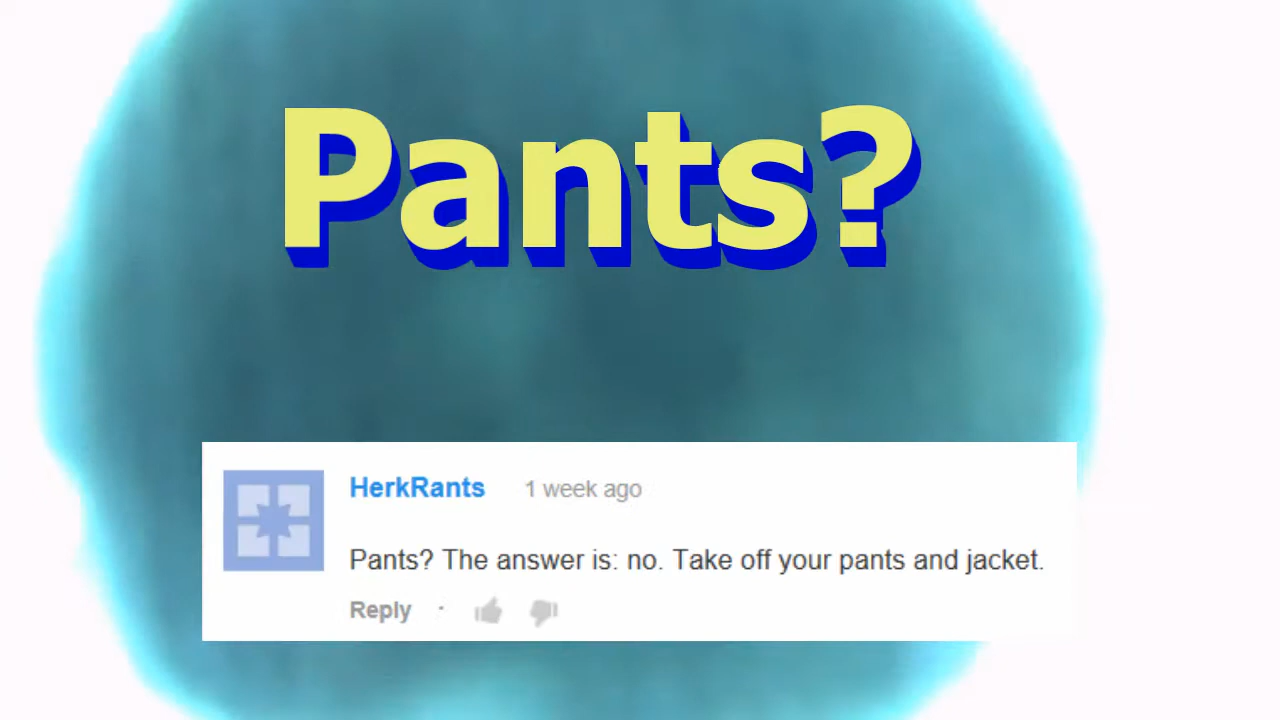 Pants?
HerkRants 1 week ago
Pants? The answer is: no. Take off your pants and jacket.
Reply ·